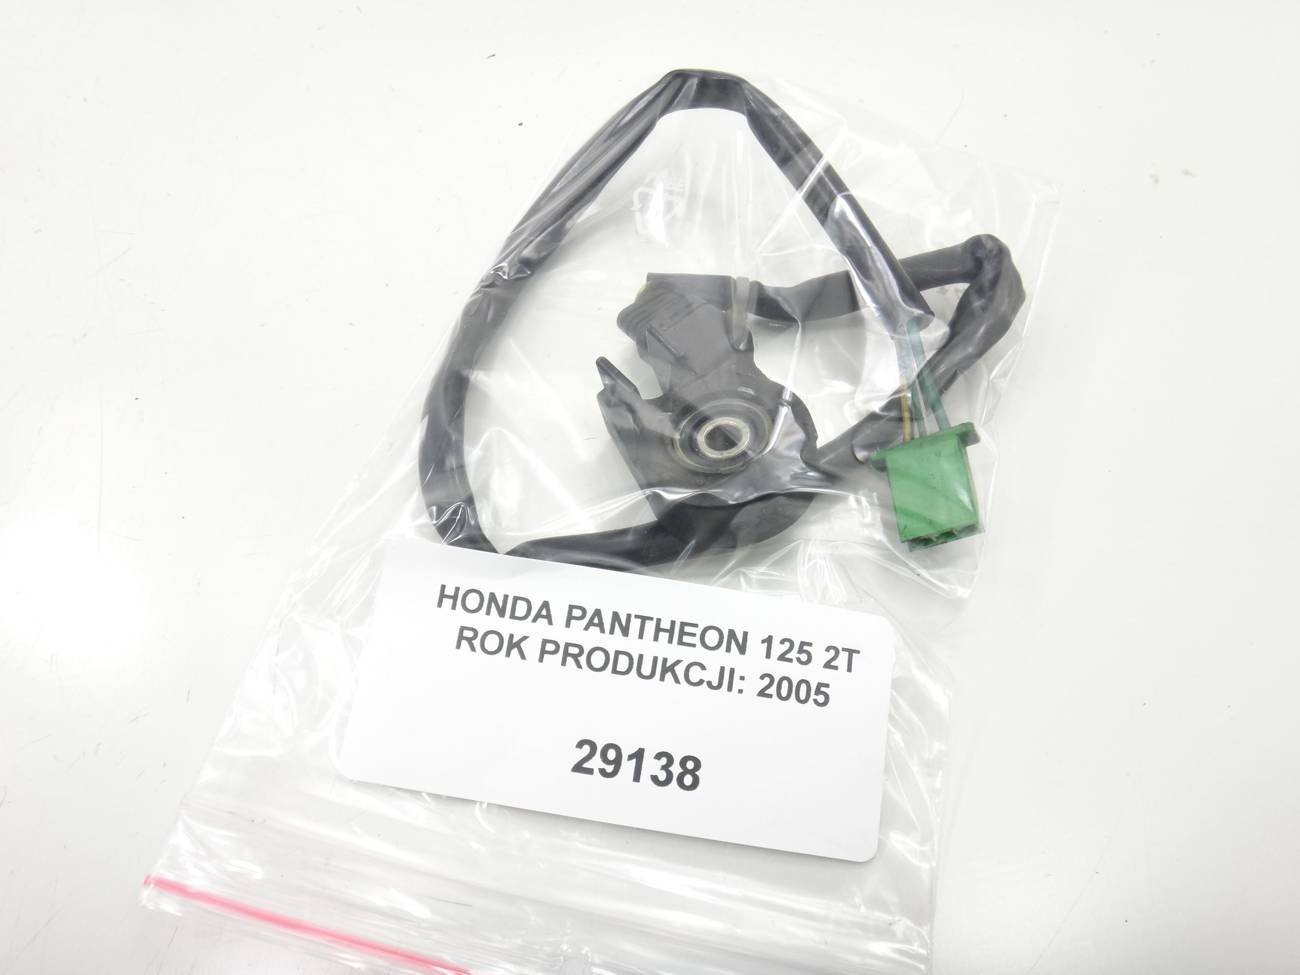 HONDA PANTHEON 125 2T
ROK PRODUKCJI: 2005
29138